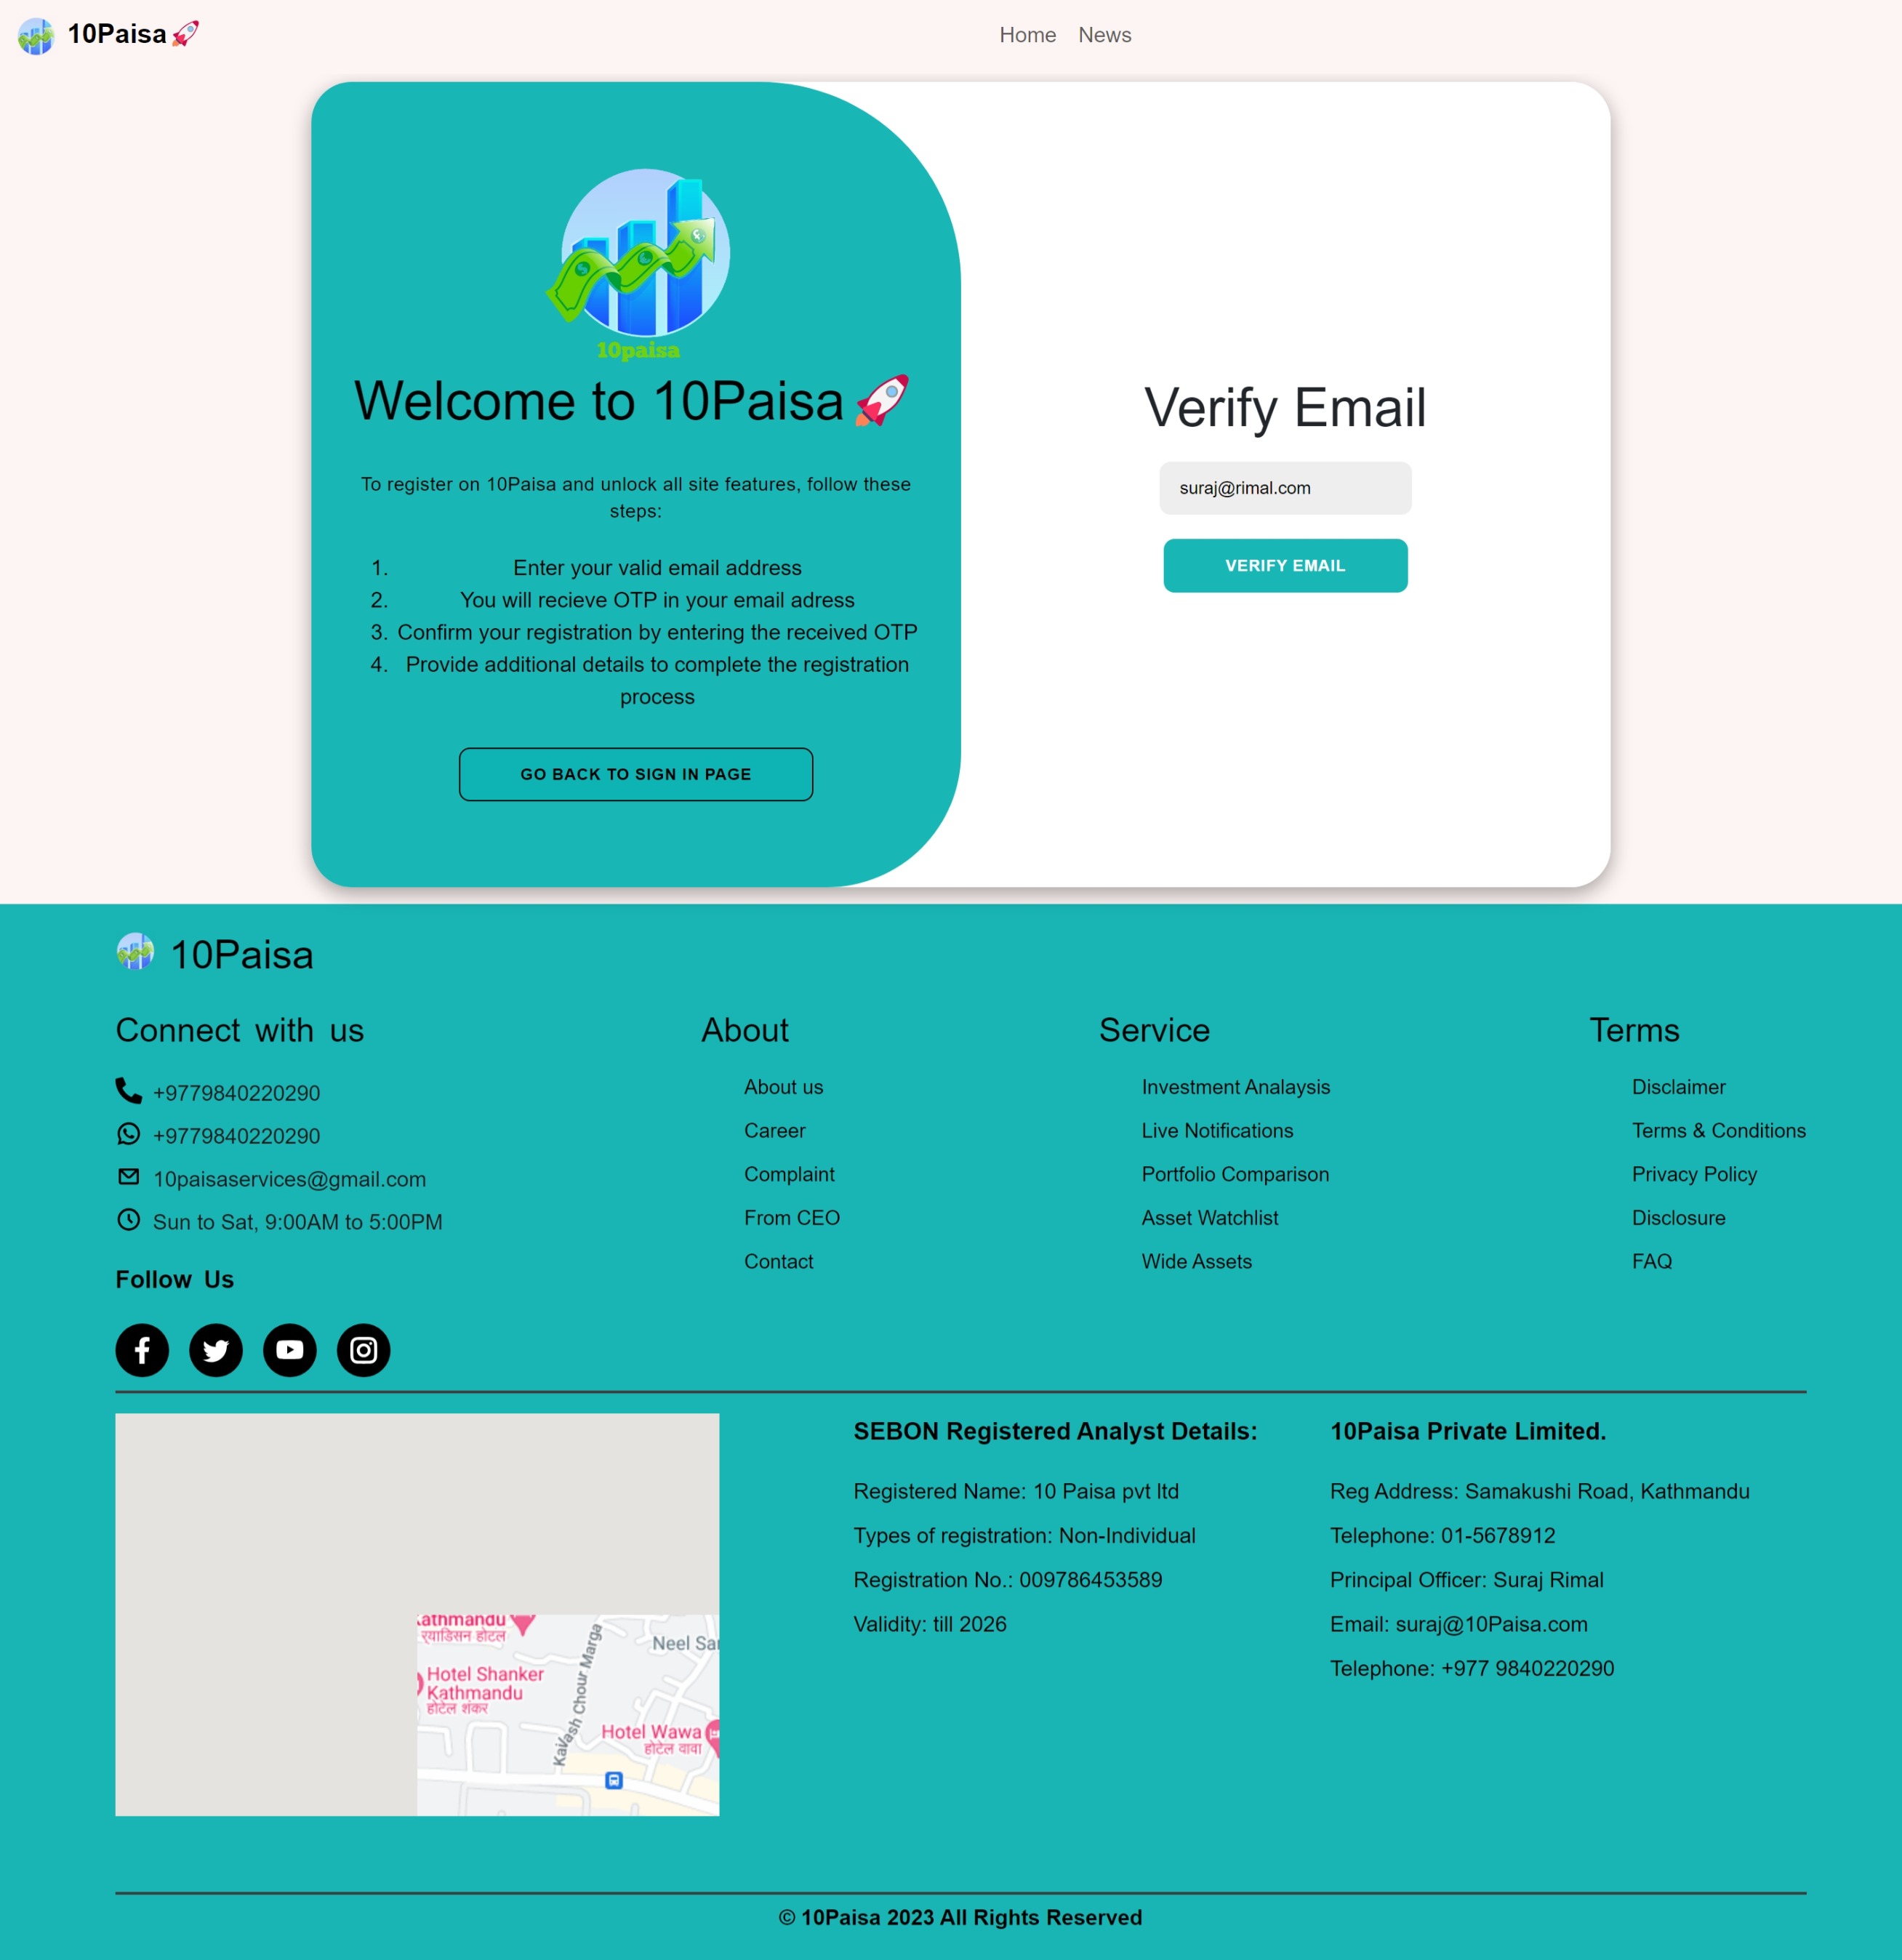 10Paisa🚀
Home News
10paisa
Welcome to 10Paisa🚀
To register on 10Paisa and unlock all site features, follow these
steps:
1. Enter your valid email address
2. You will recieve OTP in your email adress
3. Confirm your registration by entering the received OTP
4. Provide additional details to complete the registration
process
GO BACK TO SIGN IN PAGE
Verify Email
suraj@rimal.com
VERIFY EMAIL
10Paisa
Connect with us
+9779840220290
+9779840220290
10paisaservices@gmail.com
Sun to Sat, 9:00AM to 5:00PM
Follow Us
About
About us
Career
Complaint
From CEO
Contact
Service
Investment Analaysis
Live Notifications
Portfolio Comparison
Asset Watchlist
Wide Assets
Terms
Disclaimer
Terms & Conditions
Privacy Policy
Disclosure
FAQ
athmandu
र्‍याडिसन होटल
Neel Sa
Hotel Shanker
Kathmandu
होटेल शंकर
Kailash Chour Marga
Hotel Wawa
होटेल वावा
SEBON Registered Analyst Details:
Registered Name: 10 Paisa pvt ltd
Types of registration: Non-Individual
Registration No.: 009786453589
Validity: till 2026
10Paisa Private Limited.
Reg Address: Samakushi Road, Kathmandu
Telephone: 01-5678912
Principal Officer: Suraj Rimal
Email: suraj@10Paisa.com
Telephone: +977 9840220290
© 10Paisa 2023 All Rights Reserved